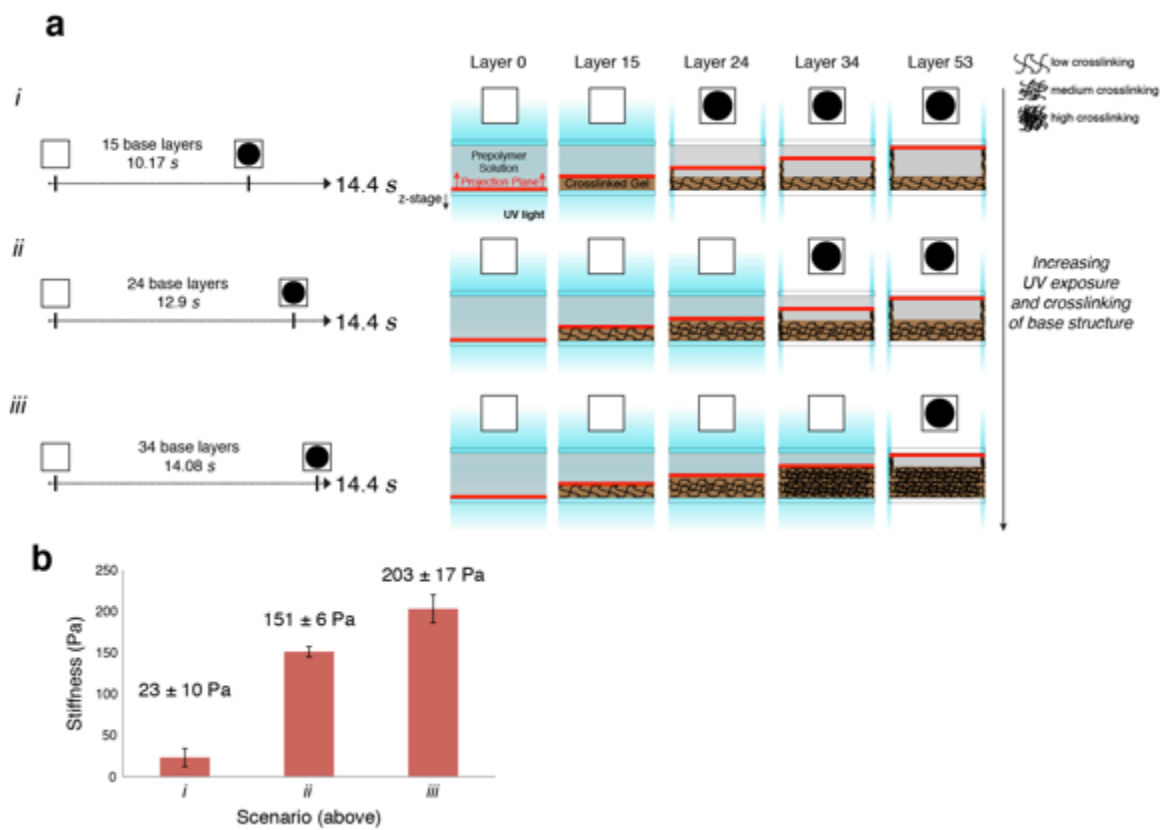 a
Layer 0
Layer 15
Layer 24
Layer 34
Layer 53
low crosslinking
medium crosslinking
high crosslinking
i
15 base layers
10.17 s
14.4 s
Prepolymer
Solution
Projection Plane
z-stage
UV light
Crosslinked Gel
ii
24 base layers
12.9 s
14.4 s
Increasing
UV exposure
and crosslinking
of base structure
iii
34 base layers
14.08 s
14.4 s
b
250
200
150
100
50
0
Stiffness (Pa)
23 ± 10 Pa
151 ± 6 Pa
203 ± 17 Pa
i
ii
iii
Scenario (above)